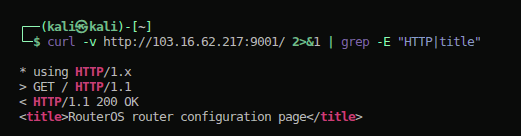 ┌──(kali㉿kali)-[~]
└─$ curl -v http://103.16.62.217:9001/ 2>&1 | grep -E "HTTP|title"
* using HTTP/1.x
> GET / HTTP/1.1
< HTTP/1.1 200 OK
<title>RouterOS router configuration page</title>